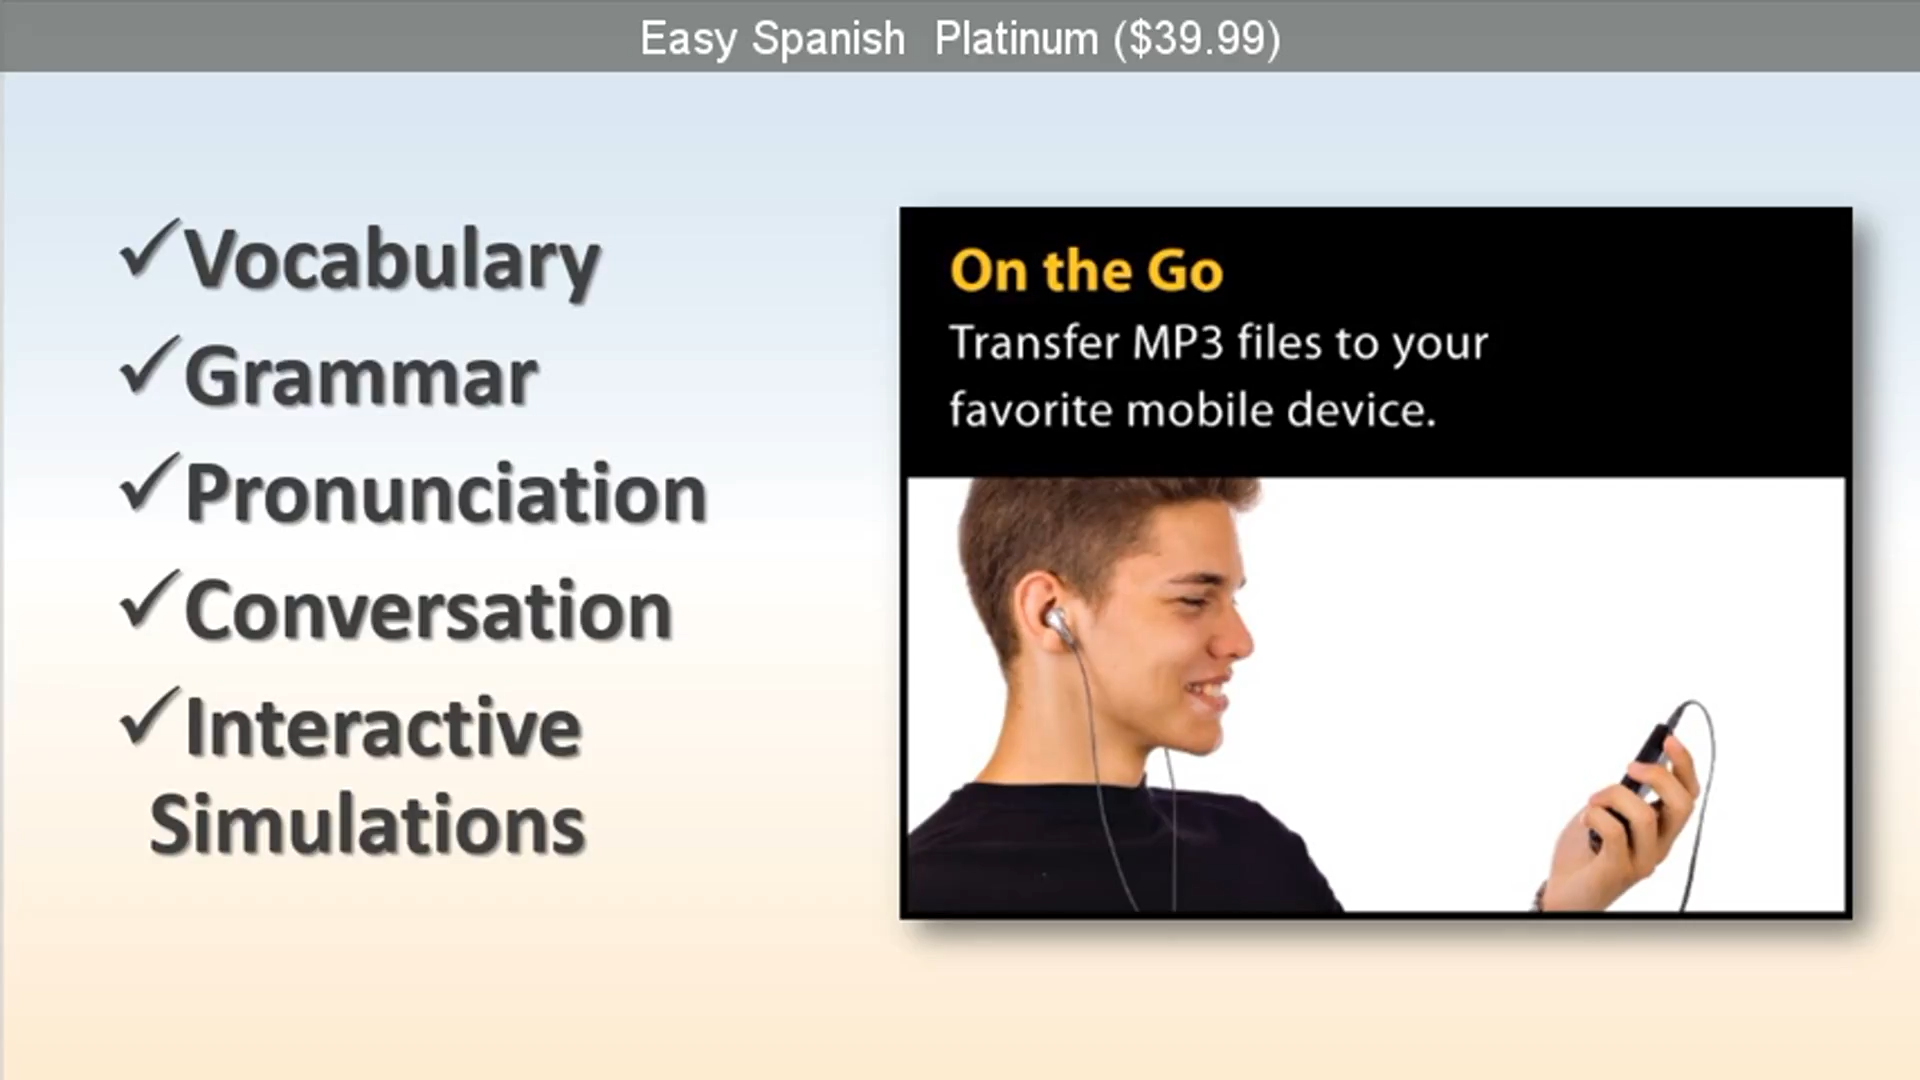 Easy Spanish Platinum ($39.99)
Vocabulary
Grammar
Pronunciation
Conversation
Interactive
Simulations
On the Go
Transfer MP3 files to your
favorite mobile device.